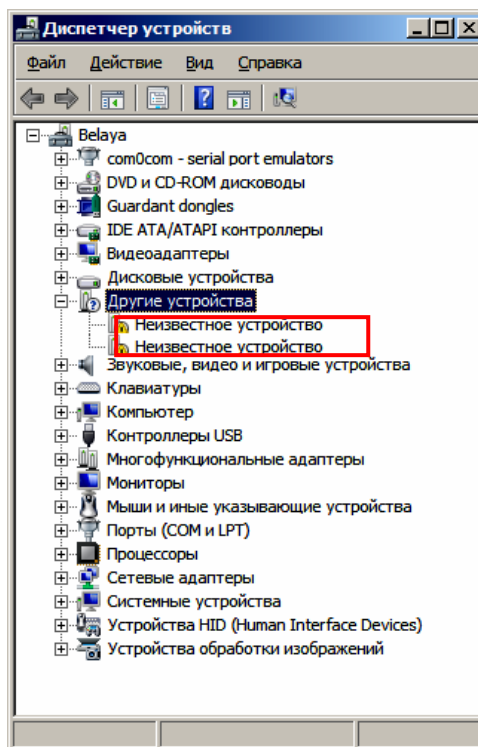 Диспетчер устройств
Файл Действие Вид Справка
Belaya
com0com - serial port emulators
DVD и CD-ROM дисководы
Guardant dongles
IDE ATA/ATAPI контроллеры
Видеоадаптеры
Дисковые устройства
Другие устройства
Неизвестное устройство
Неизвестное устройство
Звуковые, видео и игровые устройства
Клавиатуры
Компьютер
Контроллеры USB
Многофункциональные адаптеры
Мониторы
Мыши и иные указывающие устройства
Порты (COM и LPT)
Процессоры
Сетевые адаптеры
Системные устройства
Устройства HID (Human Interface Devices)
Устройства обработки изображений